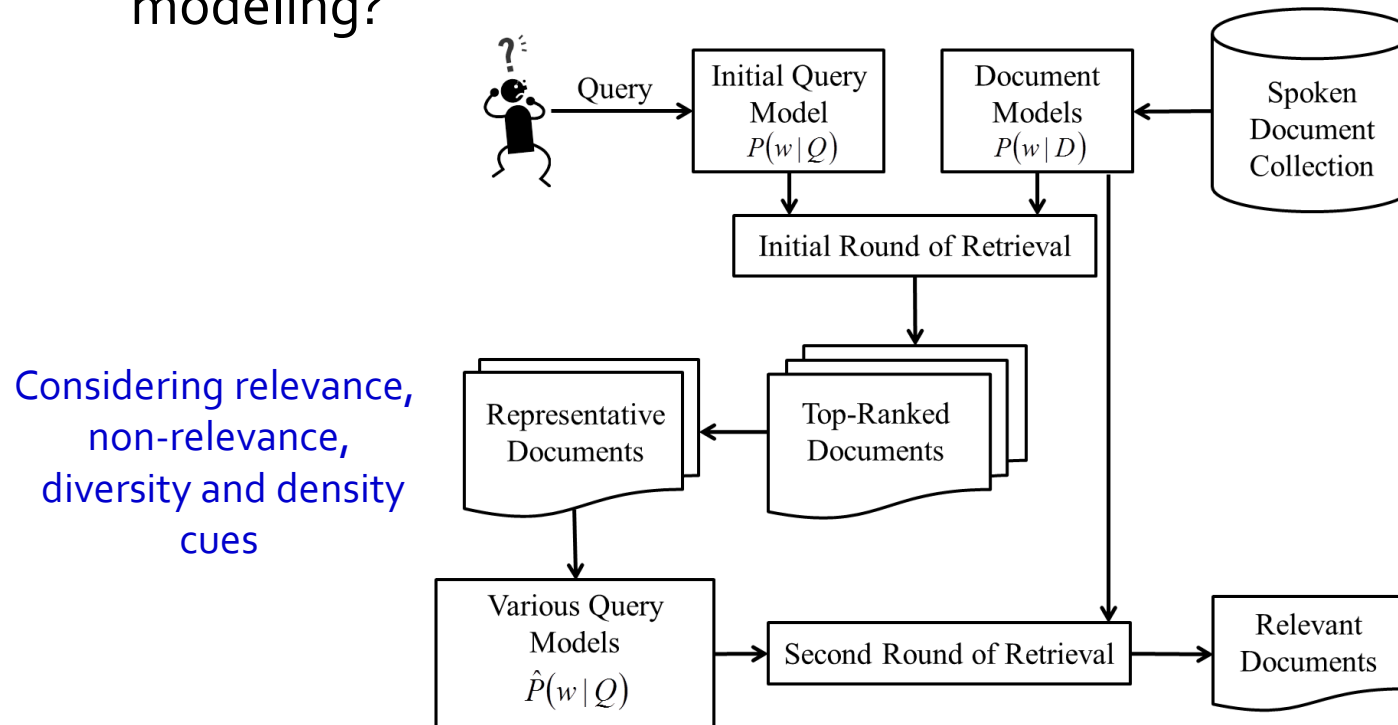 modeling?
?
Query
Initial Query
Model
P(w | Q)
Document
Models
P(w | D)
Spoken
Document
Collection
Initial Round of Retrieval
Considering relevance,
non-relevance,
diversity and density
cues
Representative
Documents
Top-Ranked
Documents
Various Query
Models
P̂(w | Q)
Second Round of Retrieval
Relevant
Documents